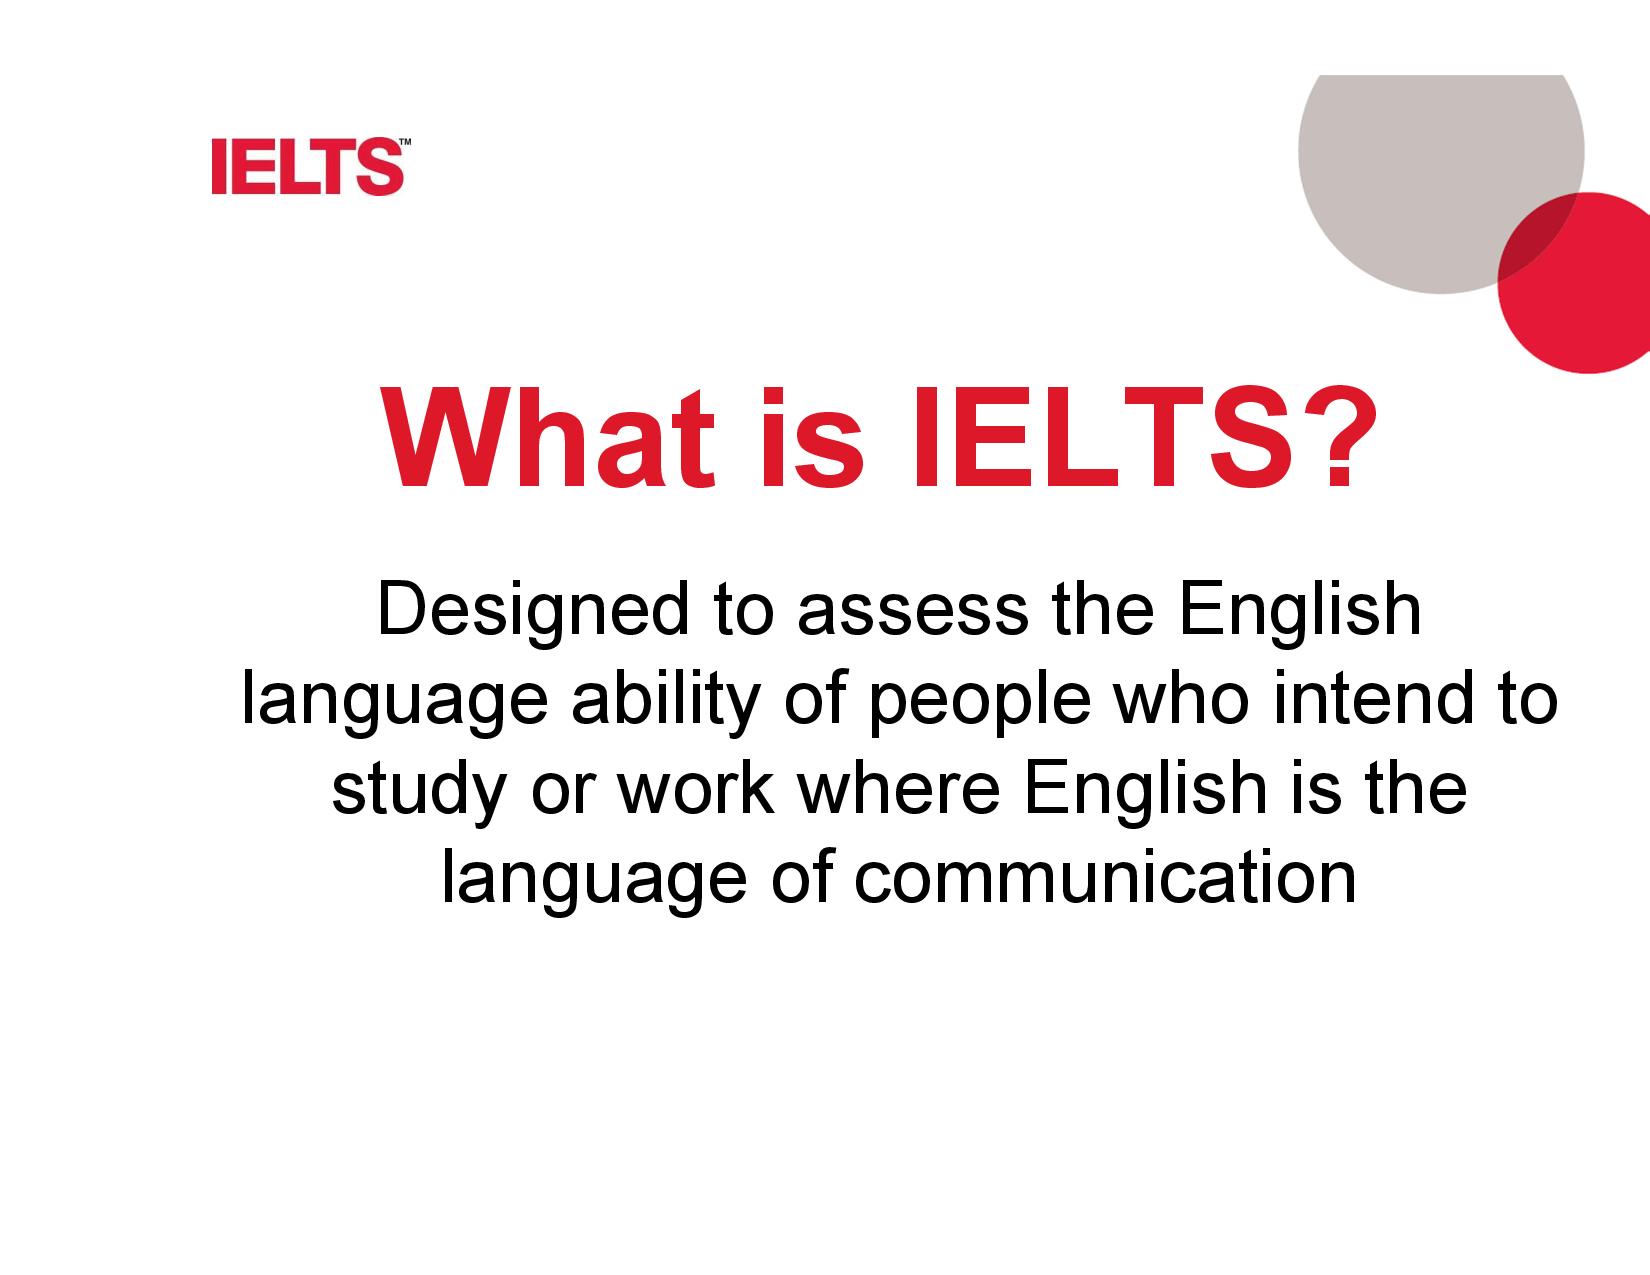 IELTS™
What is IELTS?
Designed to assess the English
language ability of people who intend to
study or work where English is the
language of communication